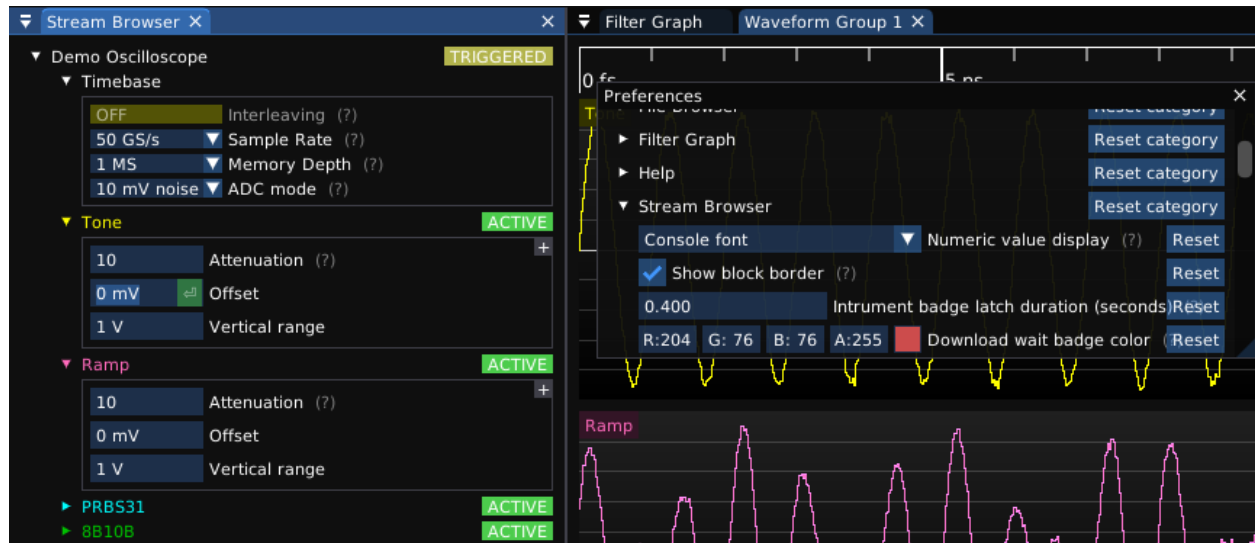 Stream Browser
Demo Oscilloscope TRIGGERED
Timebase
OFF Interleaving (?)
50 GS/s Sample Rate (?)
1 MS Memory Depth (?)
10 mV noise ADC mode (?)
Tone ACTIVE
+
10 Attenuation (?)
0 mV Offset
1 V Vertical range
Ramp ACTIVE
+
10 Attenuation (?)
0 mV Offset
1 V Vertical range
PRBS31 ACTIVE
8B10B ACTIVE
Filter Graph Waveform Group 1
0 fs 5 ns
Preferences
File Browser Reset category
Filter Graph Reset category
Help Reset category
Stream Browser Reset category
Console font Numeric value display (?) Reset
Show block border (?) Reset
0.400 Intrument badge latch duration (seconds) Reset
R:204 G: 76 B: 76 A:255 Download wait badge color Reset
Ramp